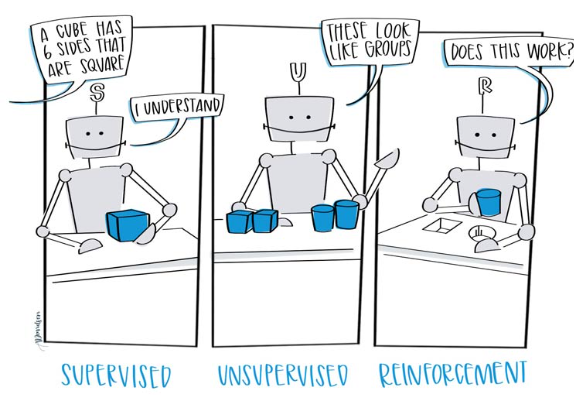 A CUBE HAS
6 SIDES THAT
ARE SQUARE
S
I UNDERSTAND
U
THESE LOOK
LIKE GROUPS
R
DOES THIS WORK?
SUPERVISED
UNSUPERVISED
REINFORCEMENT